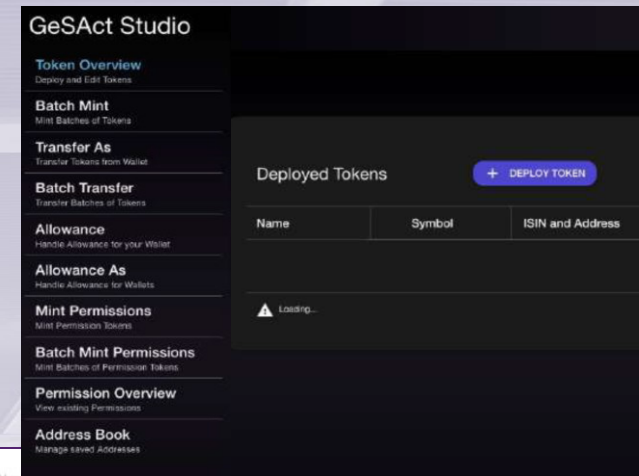 GeSAct Studio
Token Overview
Deploy and Edit Tokens
Batch Mint
Mint Batches of Tokens
Transfer As
Transfer Tokens from Wallet
Batch Transfer
Transfer Batches of Tokens
Allowance
Handle Allowance for your Wallet
Allowance As
Handle Allowance for Wallets
Mint Permissions
Mint Permission Tokens
Batch Mint Permissions
Mint Batches of Permission Tokens
Permission Overview
View existing Permissions
Address Book
Manage saved Addresses
Deployed Tokens
+ DEPLOY TOKEN
Name Symbol ISIN and Address
Loading...